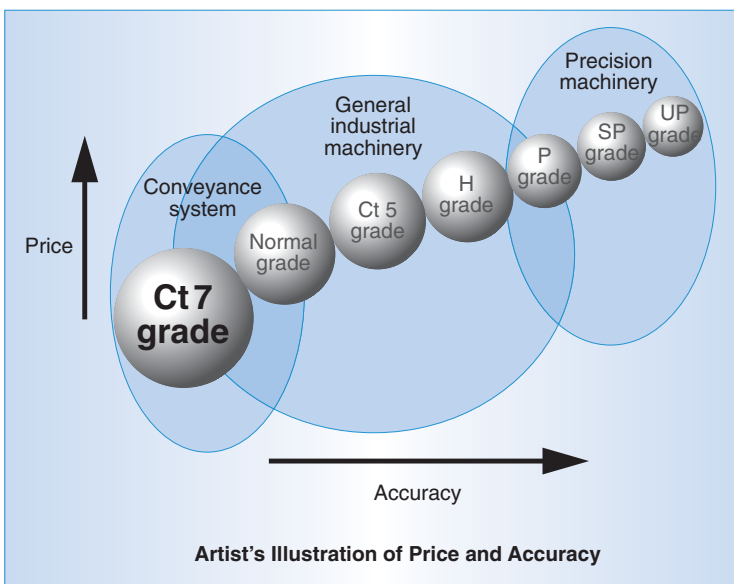 Precision
machinery
UP
grade
SP
grade
General
industrial
machinery
P
grade
H
grade
Ct 5
grade
Conveyance
system
Normal
grade
Price
Ct 7
grade
Accuracy
Artist's Illustration of Price and Accuracy